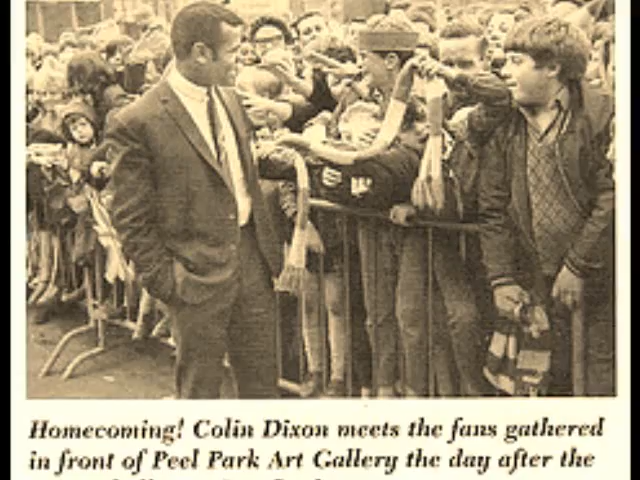 Homecoming! Colin Dixon meets the fans gathered
in front of Peel Park Art Gallery the day after the